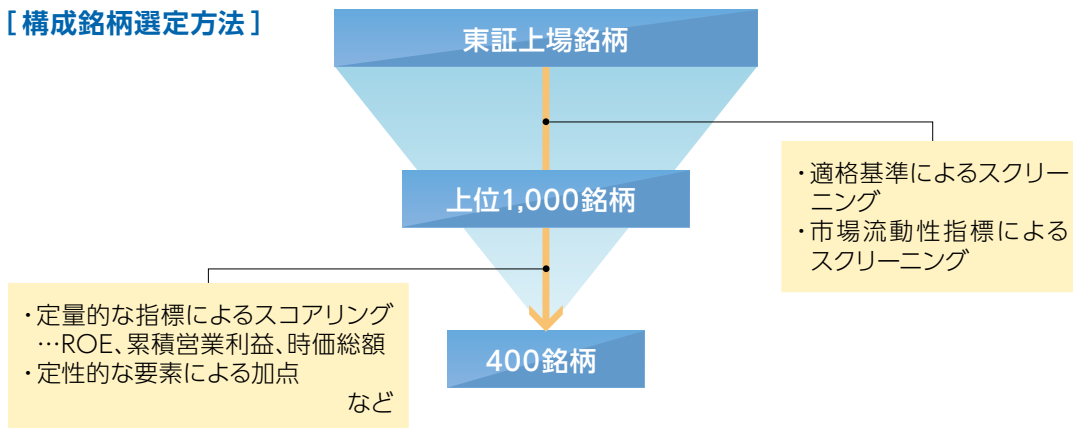 ［構成銘柄選定方法］
東証上場銘柄
・適格基準によるスクリー
ニング
・市場流動性指標による
スクリーニング
上位1,000銘柄
・定量的な指標によるスコアリング
…ROE、累積営業利益、時価総額
・定性的な要素による加点
など
400銘柄